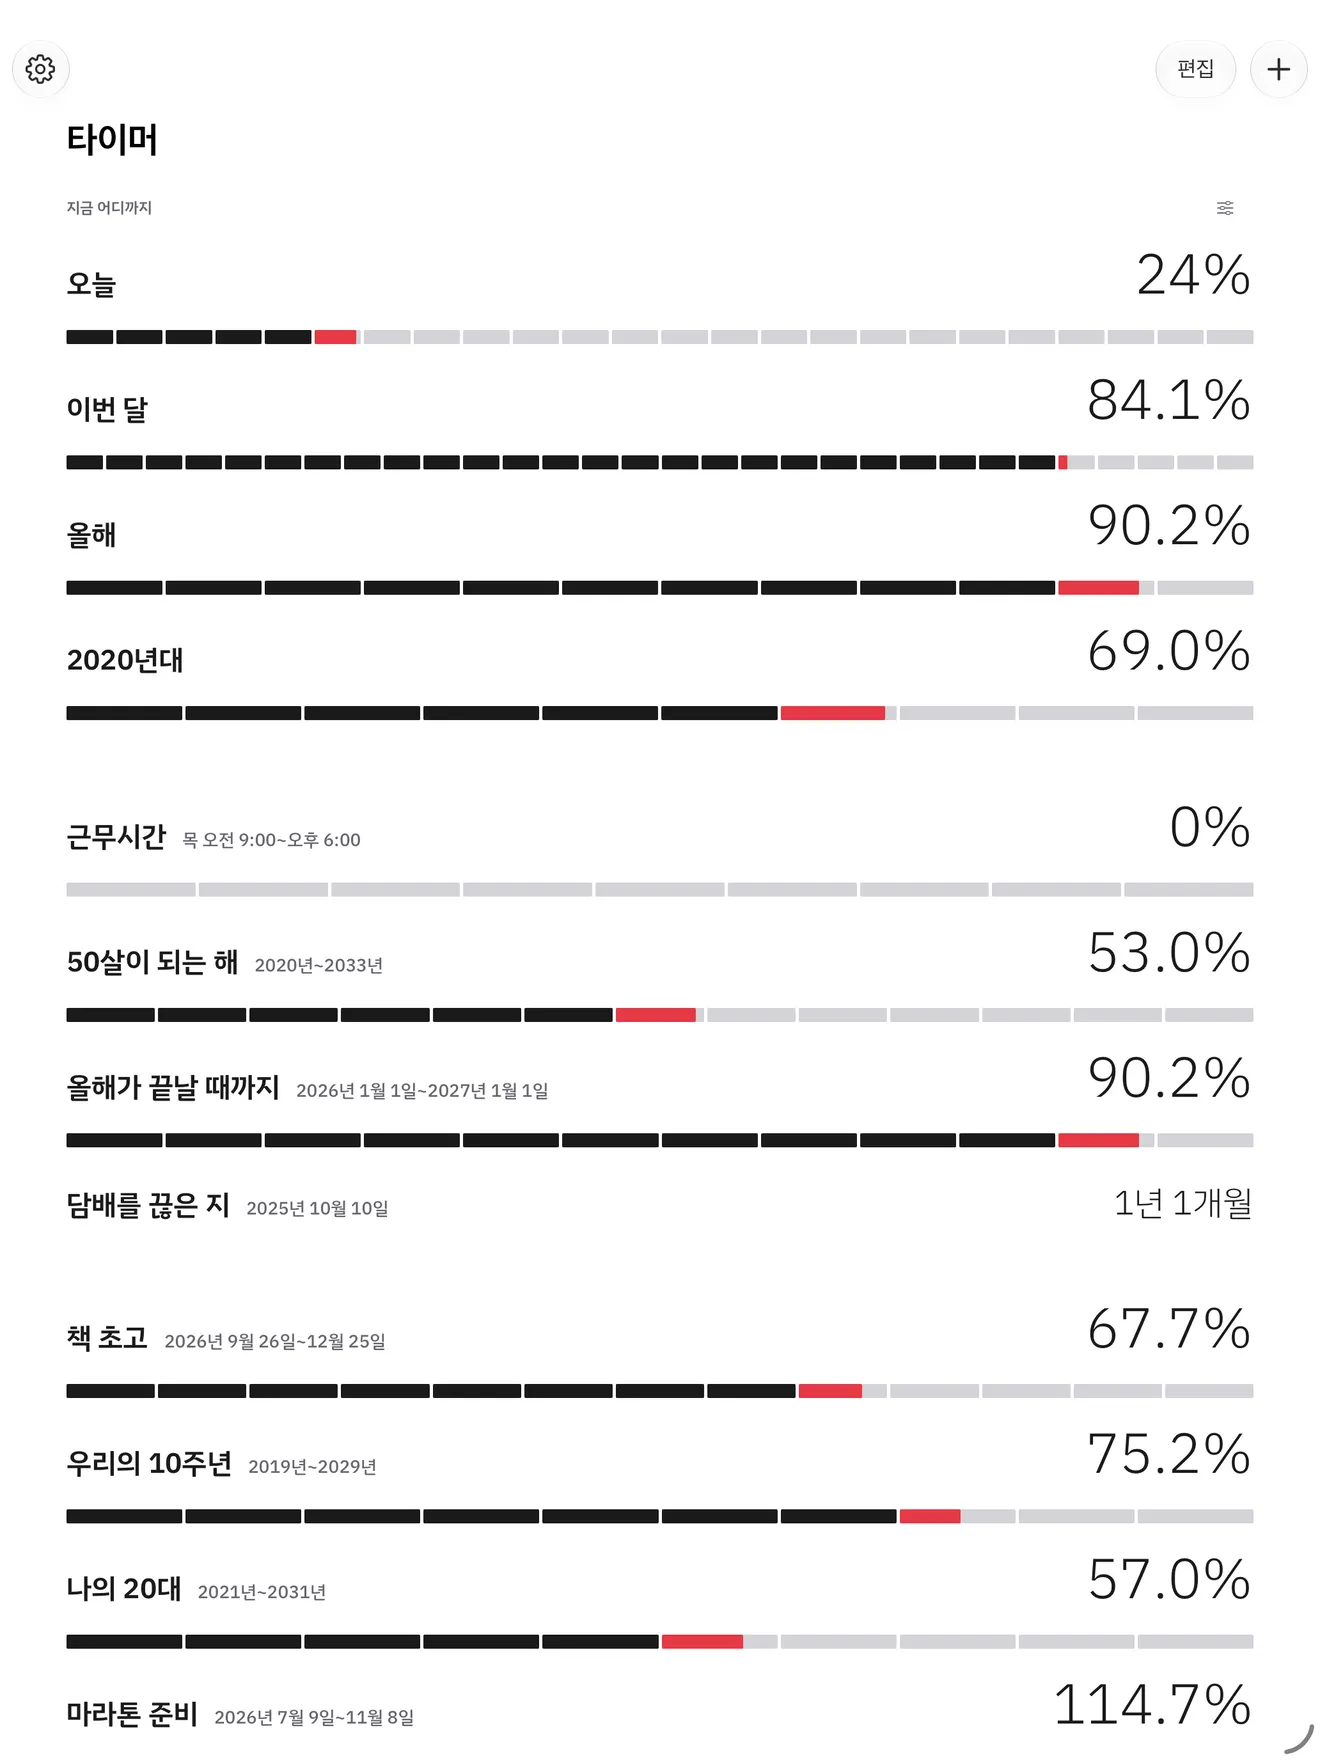 편집
타이머
지금 어디까지
오늘 24%
이번 달 84.1%
올해 90.2%
2020년대 69.0%
근무시간 목 오전 9:00~오후 6:00 0%
50살이 되는 해 2020년~2033년 53.0%
올해가 끝날 때까지 2026년 1월 1일~2027년 1월 1일 90.2%
담배를 끊은 지 2025년 10월 10일 1년 1개월
책 초고 2026년 9월 26일~12월 25일 67.7%
우리의 10주년 2019년~2029년 75.2%
나의 20대 2021년~2031년 57.0%
마라톤 준비 2026년 7월 9일~11월 8일 114.7%